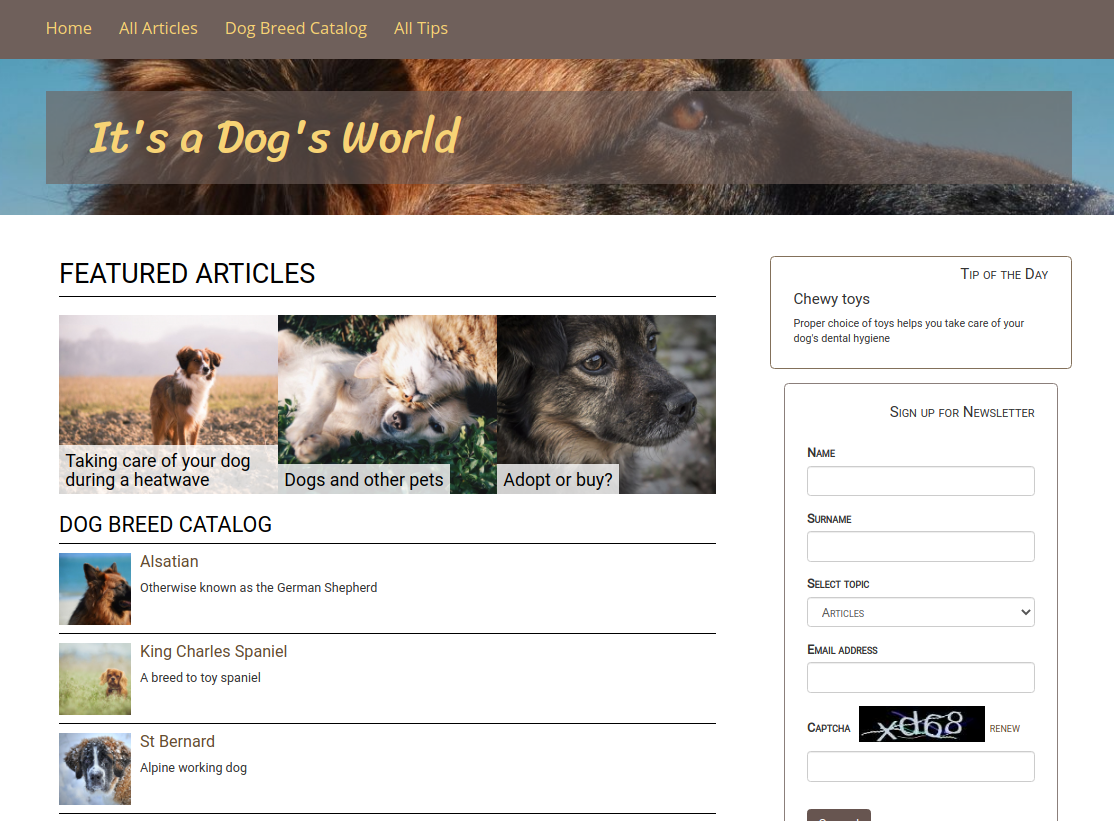 Home All Articles Dog Breed Catalog All Tips
It's a Dog's World
FEATURED ARTICLES
Taking care of your dog
during a heatwave
Dogs and other pets
Adopt or buy?
DOG BREED CATALOG
Alsatian
Otherwise known as the German Shepherd
King Charles Spaniel
A breed to toy spaniel
St Bernard
Alpine working dog
Tip of the Day
Chewy toys
Proper choice of toys helps you take care of your
dog's dental hygiene
Sign up for Newsletter
Name
Surname
Select topic
Articles
Email address
Captcha xd68 renew